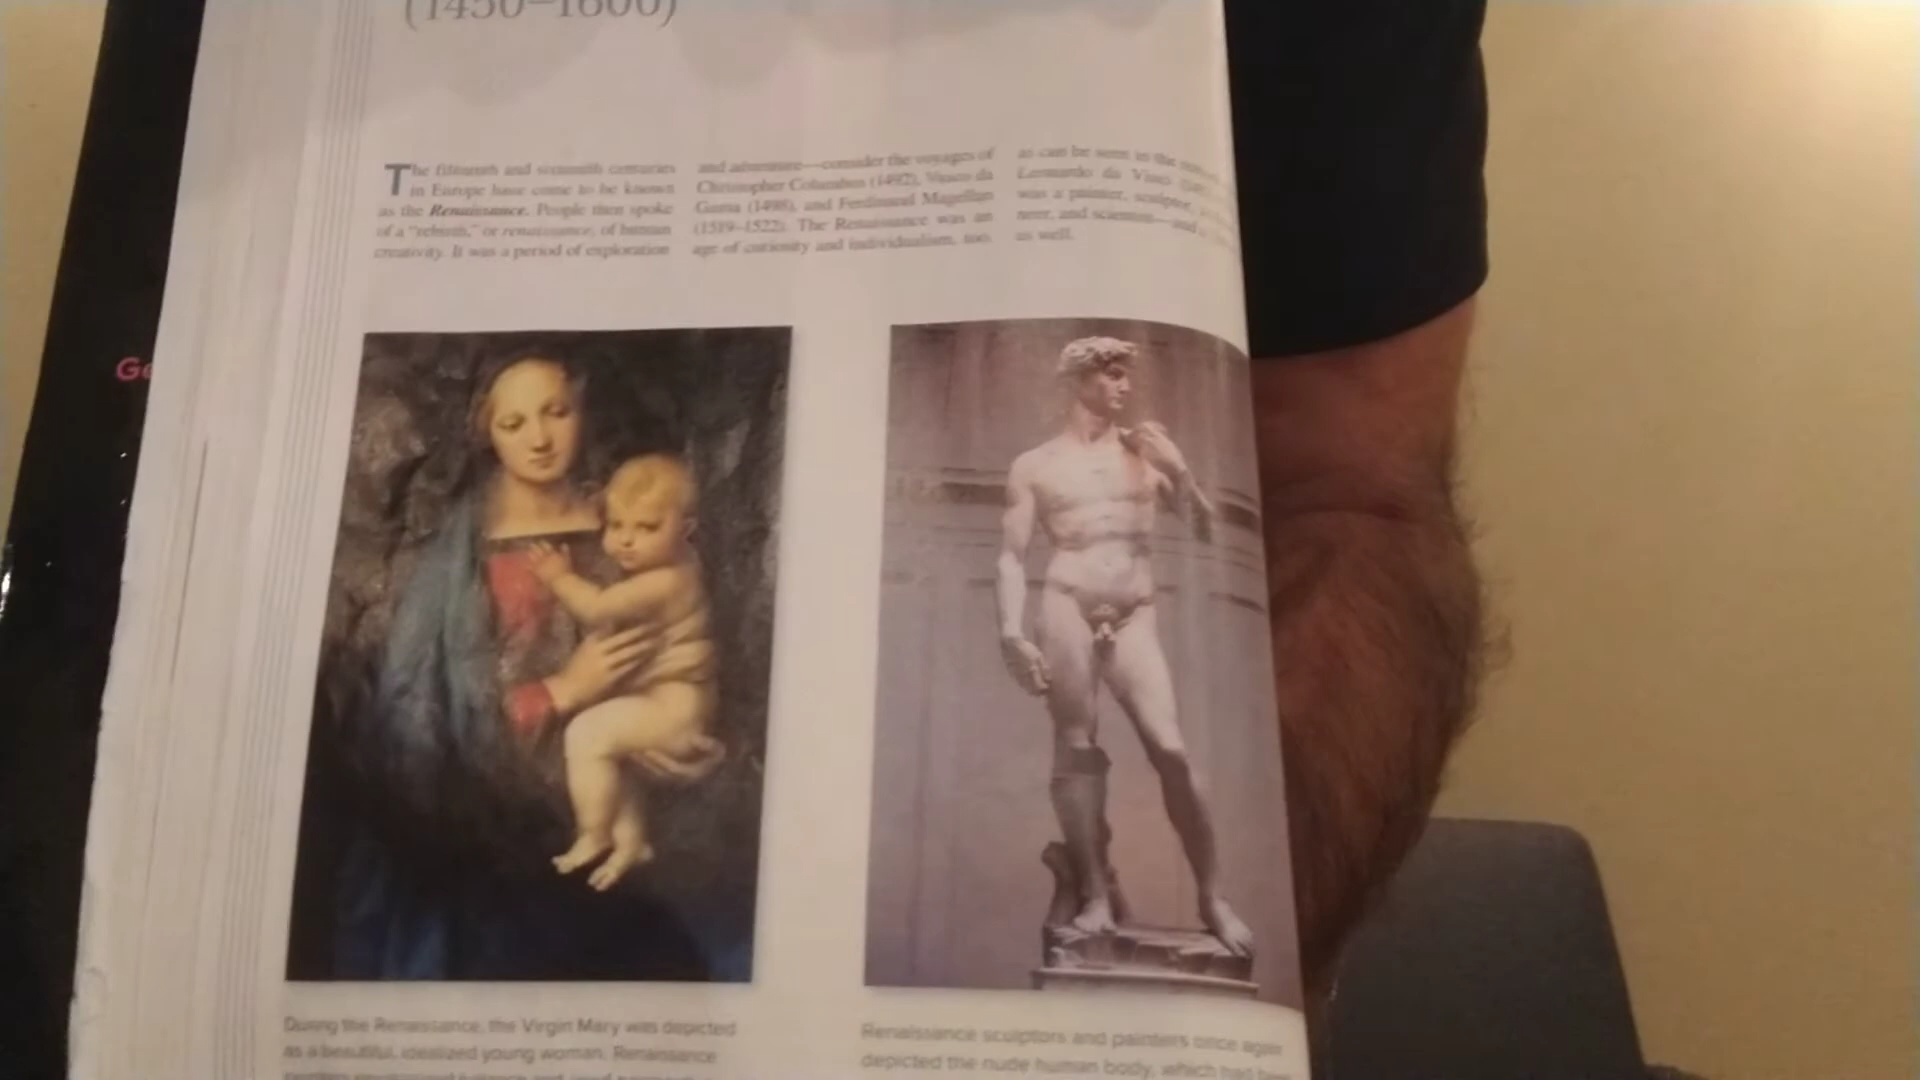 (1450–1600)
The fifteenth and sixteenth centuries
in Europe have come to be known
as the Renaissance. People then spoke
of a "rebirth," or renaissance, of human
creativity. It was a period of exploration
and adventure—consider the voyages of
Christopher Columbus (1492), Vasco da
Gama (1498), and Ferdinand Magellan
(1519–1522). The Renaissance was an
age of curiosity and individualism, too,
as can be seen in the
Leonardo da Vinci
was a painter, sculptor,
neer, and scientist—and
as well.
Ge
During the Renaissance, the Virgin Mary was depicted
as a beautiful, idealized young woman. Renaissance
Renaissance sculptors and painters once again
depicted the nude human body, which had been